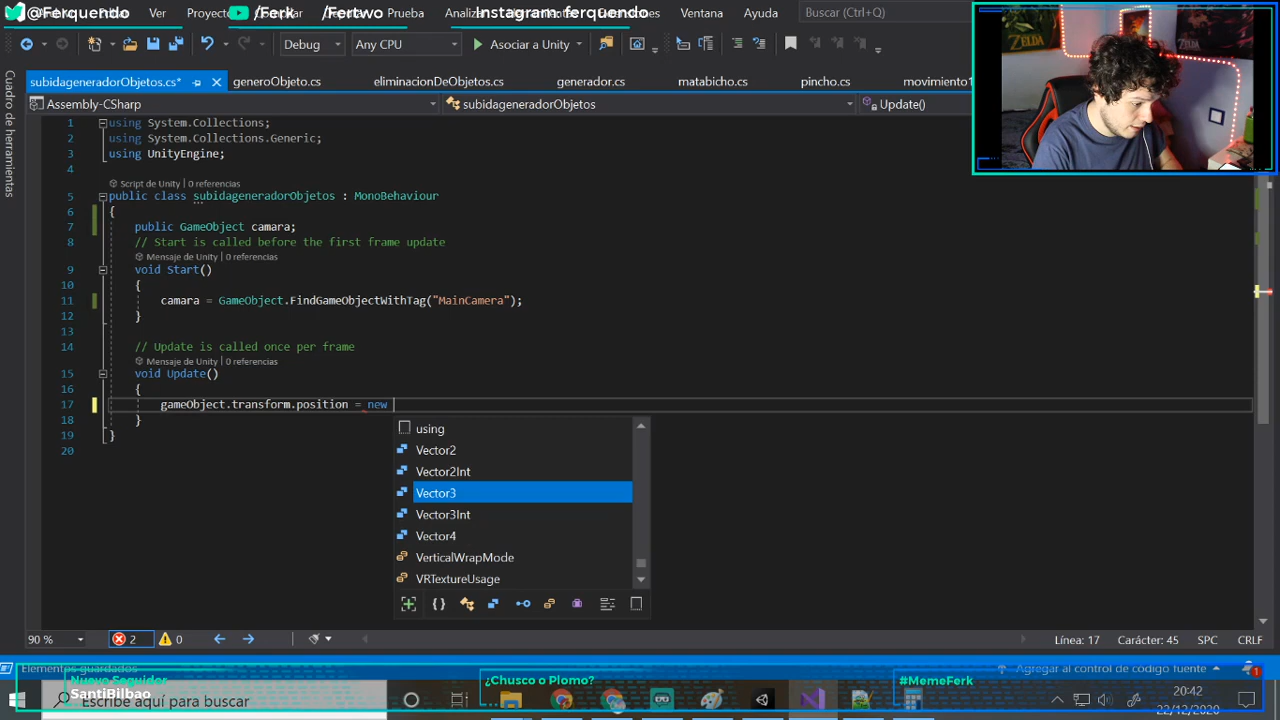 @Ferquendo
/Ferk
/Fertwo
Instagram ferquendo
Ver
Proyecto
Prueba
Ventana
Ayuda
Buscar (Ctrl+Q)
Debug
Any CPU
Asociar a Unity
Cuadro de herramientas
subidageneradorObjetos.cs*
generoObjeto.cs
eliminacionDeObjetos.cs
generador.cs
matabicho.cs
pincho.cs
movimiento1
Assembly-CSharp
subidageneradorObjetos
Update()
1 using System.Collections;
2 using System.Collections.Generic;
3 using UnityEngine;
4
Script de Unity | 0 referencias
5 public class subidageneradorObjetos : MonoBehaviour
6 {
7 public GameObject camara;
8 // Start is called before the first frame update
Mensaje de Unity | 0 referencias
9 void Start()
10 {
11 camara = GameObject.FindGameObjectWithTag("MainCamera");
12 }
13
14 // Update is called once per frame
Mensaje de Unity | 0 referencias
15 void Update()
16 {
17 gameObject.transform.position = new
18 }
19 }
20
using
Vector2
Vector2Int
Vector3
Vector3Int
Vector4
VerticalWrapMode
VRTextureUsage
90 %
2
0
Línea: 17
Carácter: 45
SPC
CRLF
Elementos guardados
Agregar al control de código fuente
1
Nuevo Seguidor
SantiBilbao
¿Chusco o Plomo?
#MemeFerk
Escribe aquí para buscar
20:42
22/12/2020
ZELDA
ZELDA